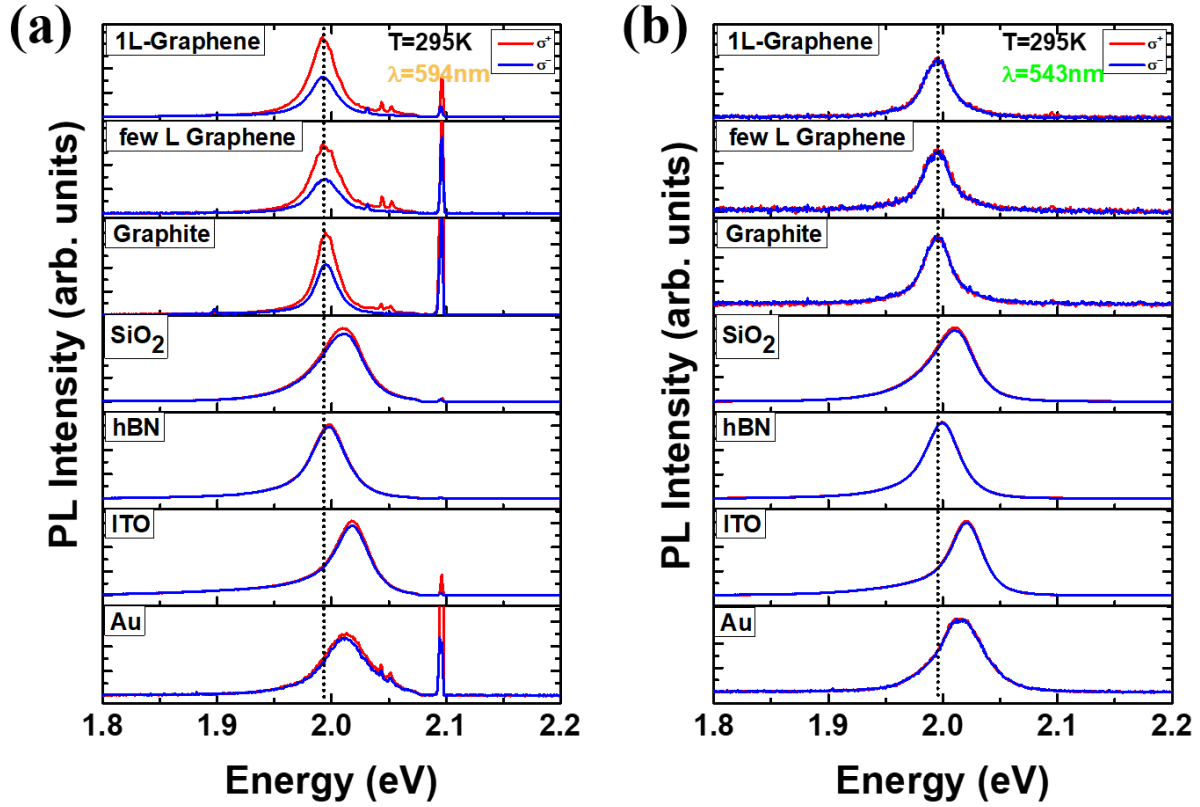 (a)
PL Intensity (arb. units)
1L-Graphene
T=295K
λ=594nm
σ⁺
σ⁻
few L Graphene
Graphite
SiO₂
hBN
ITO
Au
1.8 1.9 2.0 2.1 2.2
Energy (eV)
(b)
PL Intensity (arb. units)
1L-Graphene
T=295K
λ=543nm
σ⁺
σ⁻
few L Graphene
Graphite
SiO₂
hBN
ITO
Au
1.8 1.9 2.0 2.1 2.2
Energy (eV)